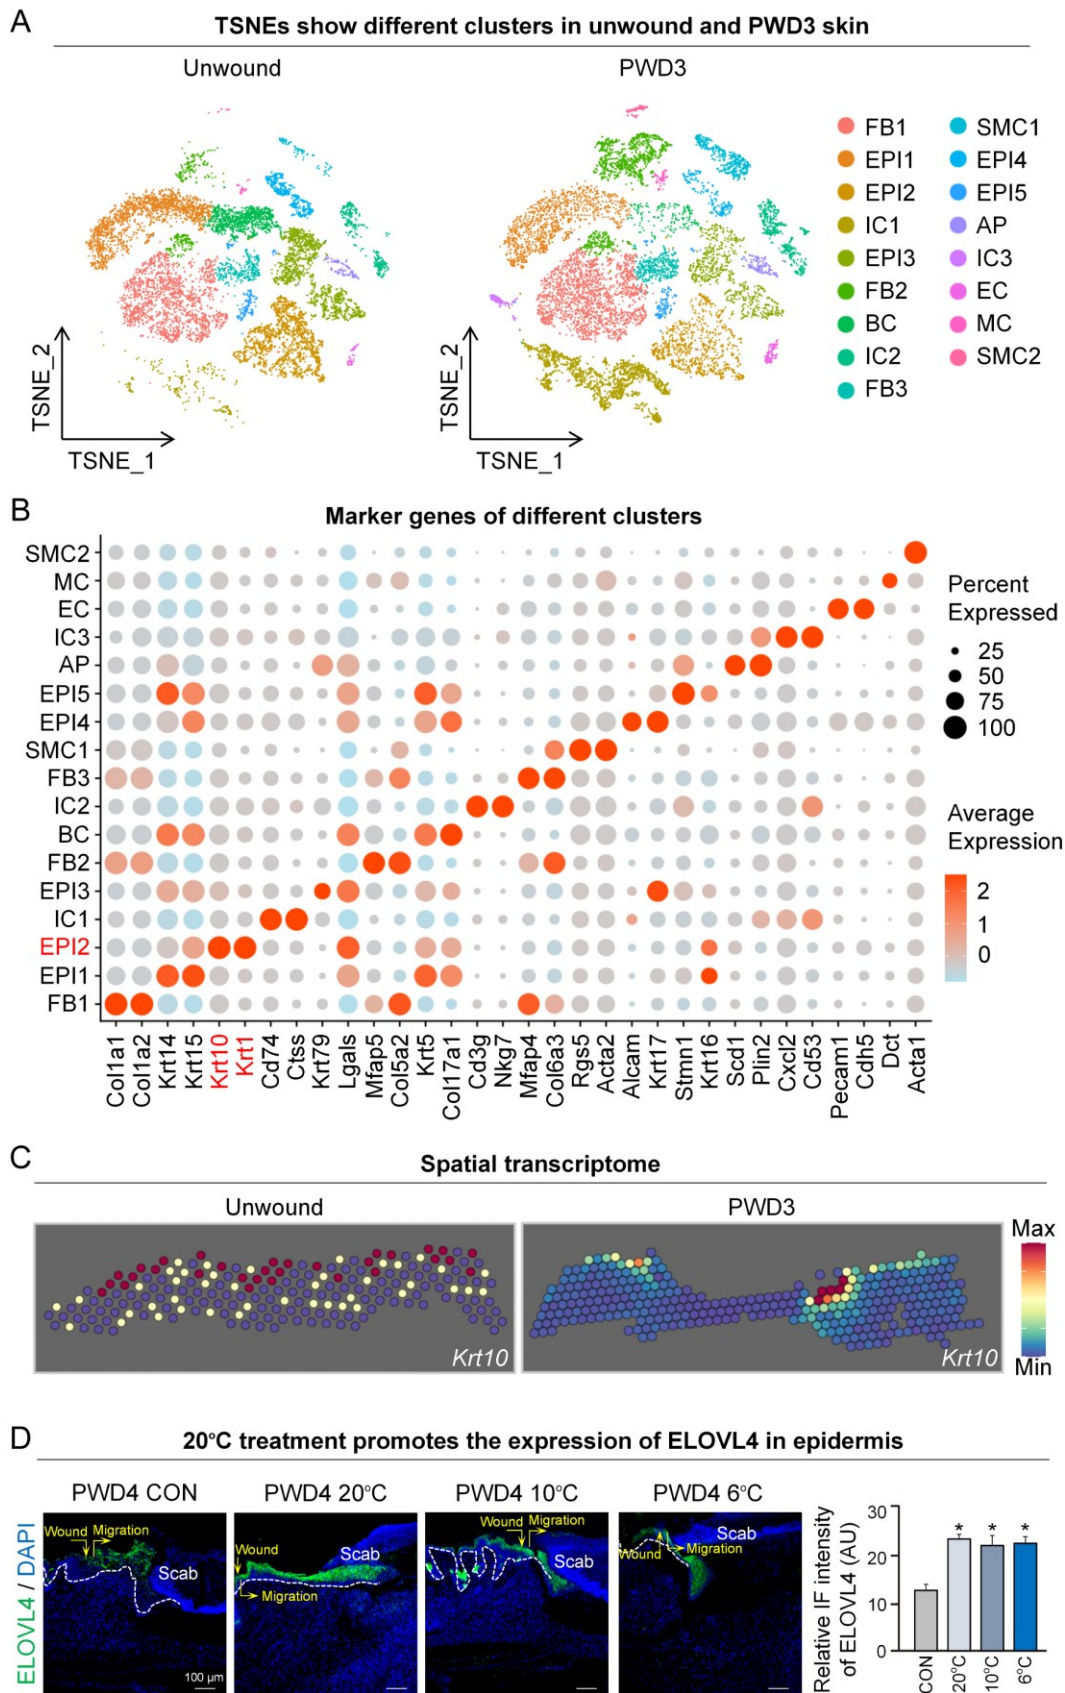 A
TSNEs show different clusters in unwound and PWD3 skin
Unwound
PWD3
TSNE_2
TSNE_1
TSNE_2
TSNE_1
FB1
EPI1
EPI2
IC1
EPI3
FB2
BC
IC2
FB3
SMC1
EPI4
EPI5
AP
IC3
EC
MC
SMC2
B
Marker genes of different clusters
SMC2
MC
EC
IC3
AP
EPI5
EPI4
SMC1
FB3
IC2
BC
FB2
EPI3
IC1
EPI2
EPI1
FB1
Col1a1
Col1a2
Krt14
Krt15
Krt10
Krt1
Cd74
Ctss
Krt79
Lgals
Mfap5
Col5a2
Krt5
Col17a1
Cd3g
Nkg7
Mfap4
Col6a3
Rgs5
Acta2
Alcam
Krt17
Stmn1
Krt16
Scd1
Plin2
Cxcl2
Cd53
Pecam1
Cdh5
Dct
Acta1
Percent
Expressed
25
50
75
100
Average
Expression
2
1
0
C
Spatial transcriptome
Unwound
PWD3
Krt10
Krt10
Max
Min
D
20°C treatment promotes the expression of ELOVL4 in epidermis
ELOVL4 / DAPI
PWD4 CON
Wound
Migration
Scab
100 μm
PWD4 20°C
Wound
Migration
Scab
PWD4 10°C
Wound
Migration
Scab
PWD4 6°C
Wound
Migration
Scab
Relative IF intensity
of ELOVL4 (AU)
30
20
10
0
* * *
CON
20°C
10°C
6°C